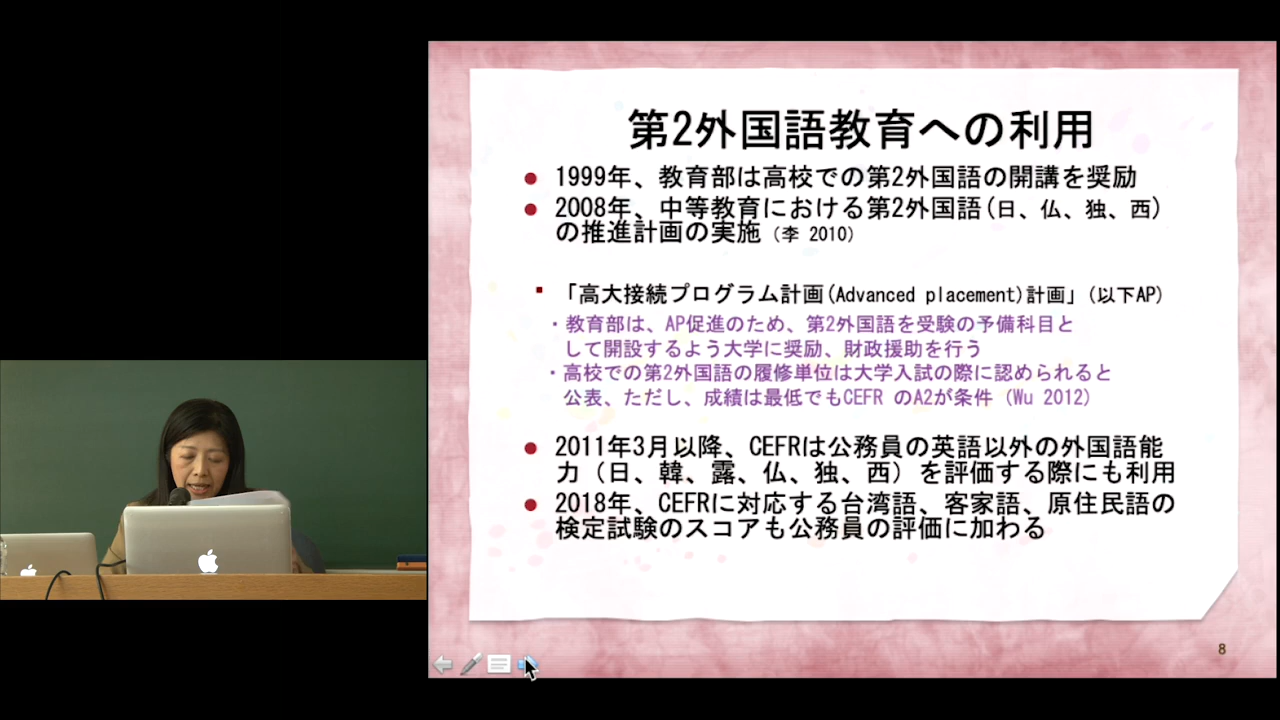 第2外国語教育への利用
● 1999年、教育部は高校での第2外国語の開講を奨励
● 2008年、中等教育における第2外国語(日、仏、独、西)
の推進計画の実施（李 2010）
▪ 「高大接続プログラム計画(Advanced placement)計画」(以下AP)
・教育部は、AP促進のため、第2外国語を受験の予備科目と
して開設するよう大学に奨励、財政援助を行う
・高校での第2外国語の履修単位は大学入試の際に認められると
公表、ただし、成績は最低でもCEFR のA2が条件（Wu 2012）
● 2011年3月以降、CEFRは公務員の英語以外の外国語能
力（日、韓、露、仏、独、西）を評価する際にも利用
● 2018年、CEFRに対応する台湾語、客家語、原住民語の
検定試験のスコアも公務員の評価に加わる
8